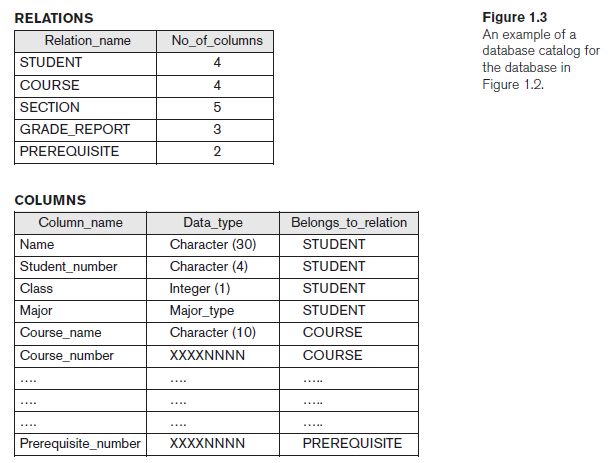 RELATIONS
Relation_name No_of_columns
STUDENT 4
COURSE 4
SECTION 5
GRADE_REPORT 3
PREREQUISITE 2
Figure 1.3
An example of a
database catalog for
the database in
Figure 1.2.
COLUMNS
Column_name Data_type Belongs_to_relation
Name Character (30) STUDENT
Student_number Character (4) STUDENT
Class Integer (1) STUDENT
Major Major_type STUDENT
Course_name Character (10) COURSE
Course_number XXXXNNNN COURSE
…. …. …..
…. …. …..
…. …. …..
Prerequisite_number XXXXNNNN PREREQUISITE